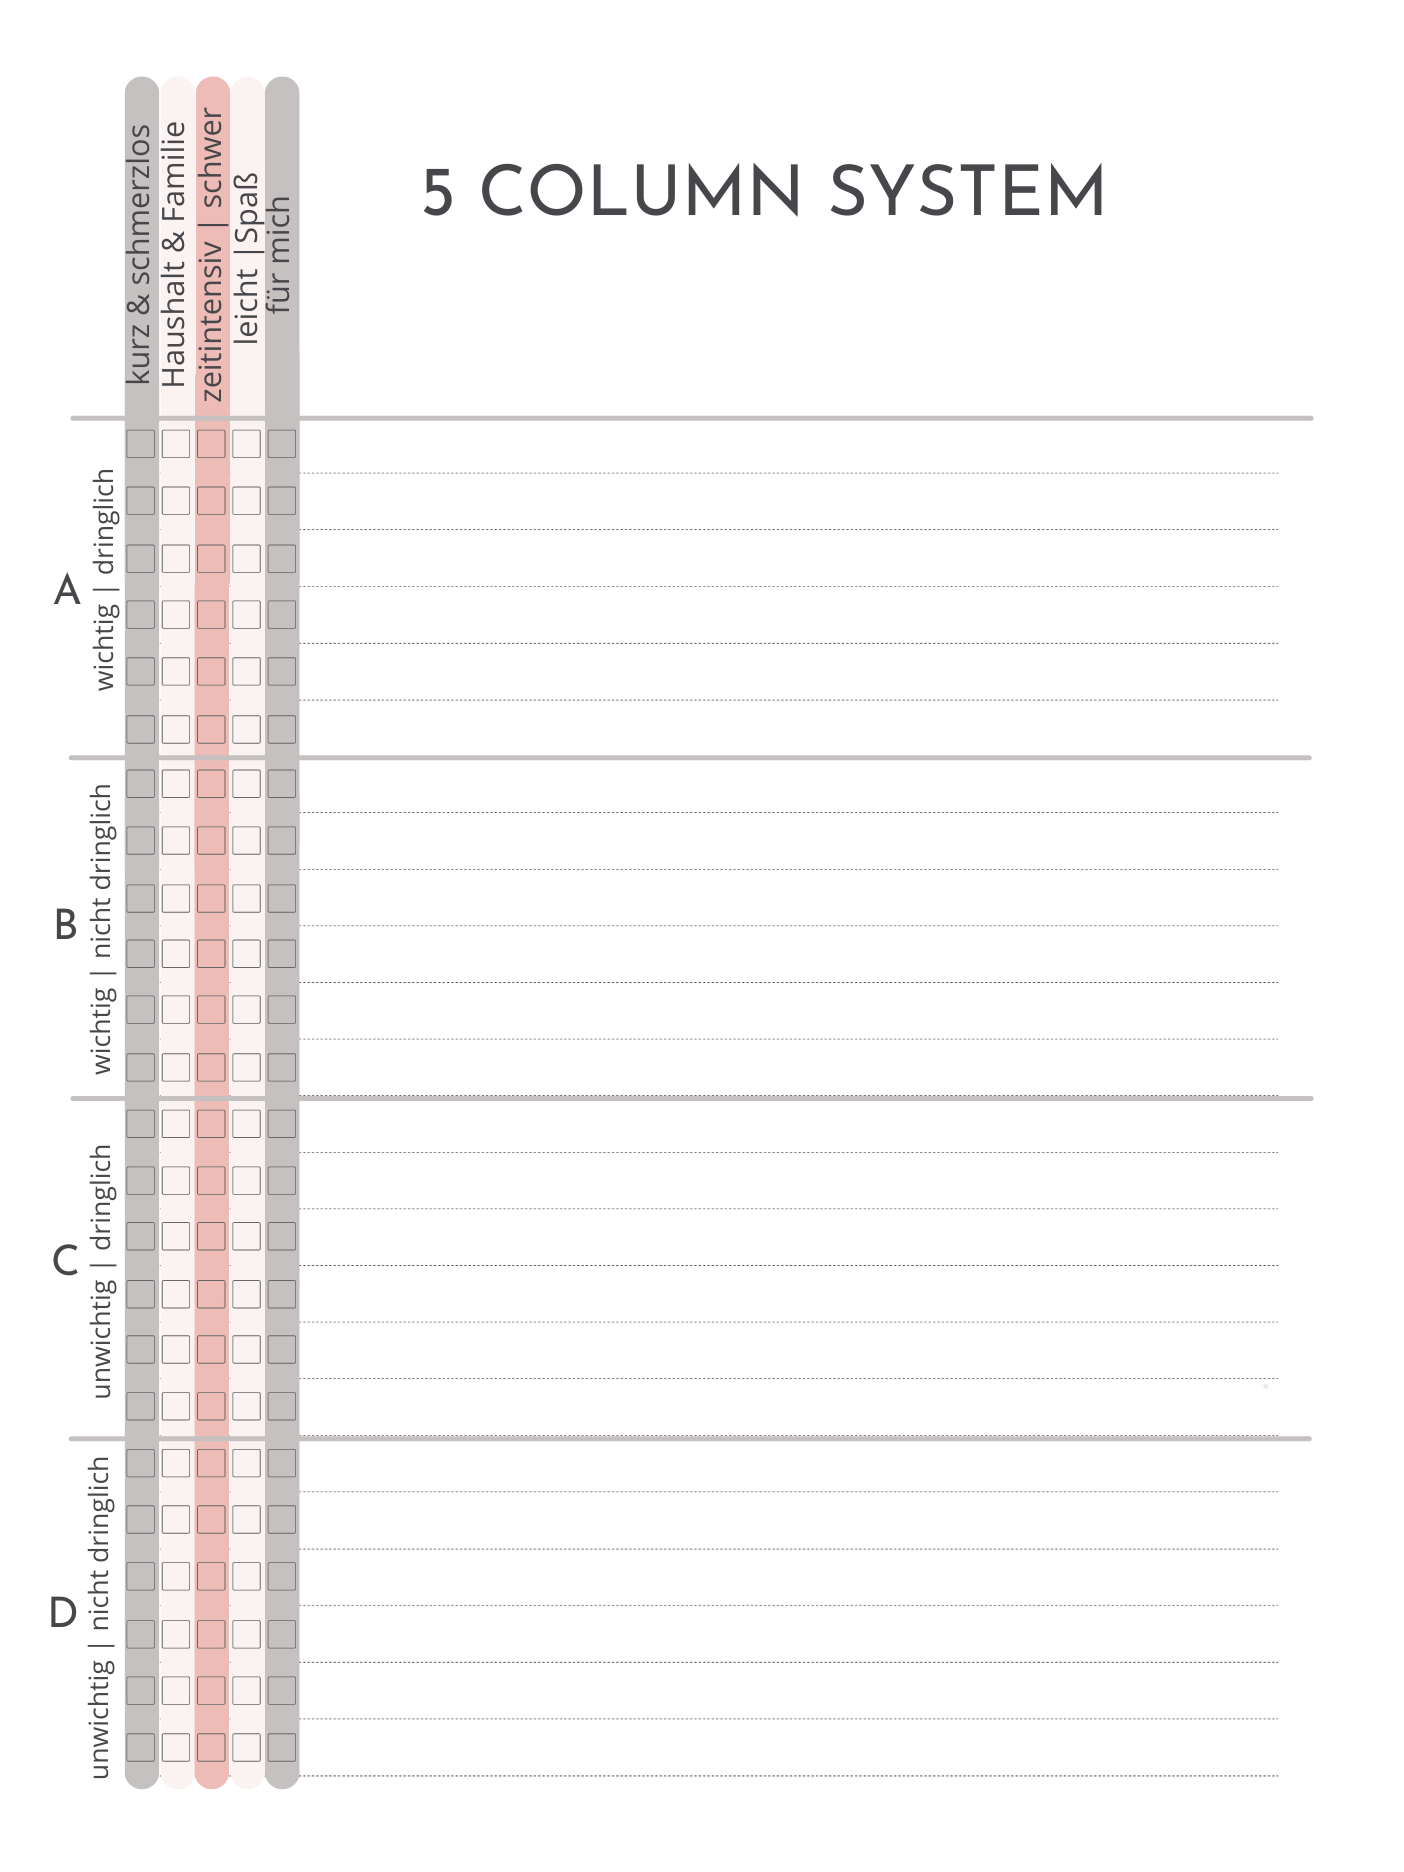 5 COLUMN SYSTEM
kurz & schmerzlos
Haushalt & Familie
zeitintensiv | schwer
leicht |Spaß
für mich
A
wichtig | dringlich
B
wichtig | nicht dringlich
C
unwichtig | dringlich
D
unwichtig | nicht dringlich